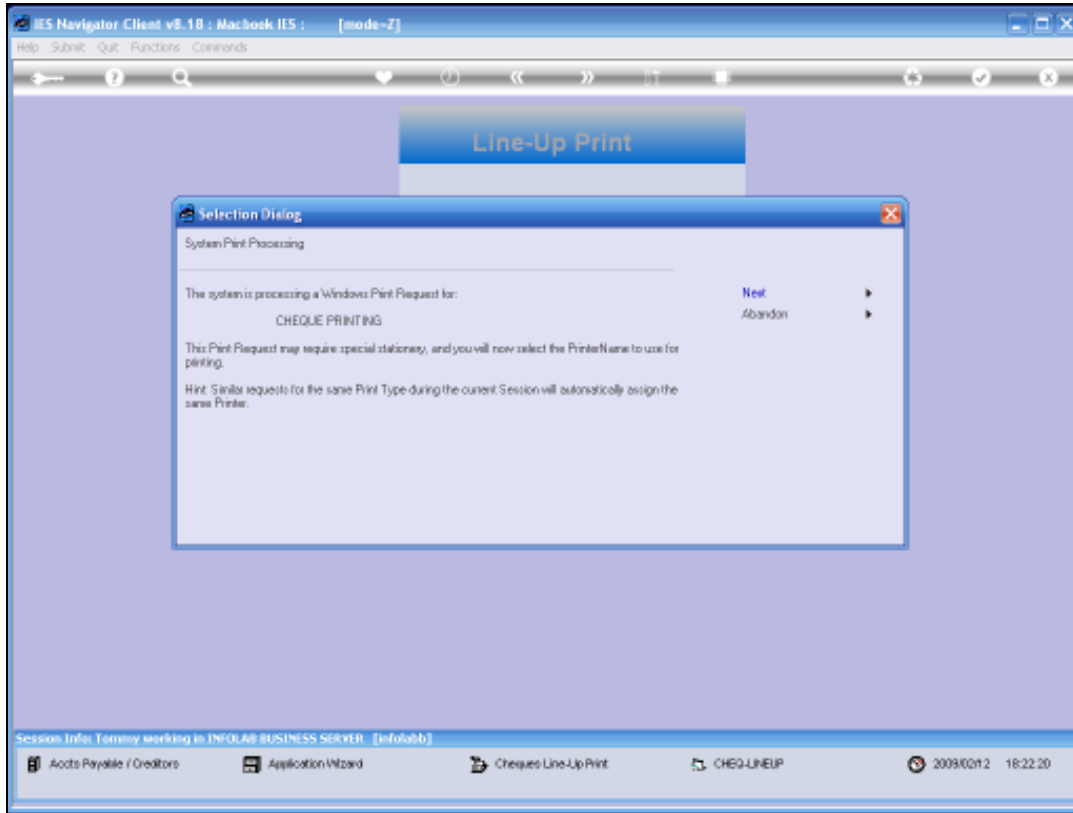 IES Navigator Client v8.18 : Macbook IES : [mode=Z]
Help Submit Quit Functions Commands
Line-Up Print
Selection Dialog
System Print Processing
The system is processing a Windows Print Request for:
CHEQUE PRINTING
This Print Request may require special stationery, and you will now select the PrinterName to use for
printing.
Hint: Similar requests for the same Print Type during the current Session will automatically assign the
same Printer.
Next
Abandon
Session Info: Tommy working in INFOLAB BUSINESS SERVER [infolabb]
Accts Payable / Creditors
Application Wizard
Cheques Line-Up Print
CHEQ-LINEUP
2009/02/12 18:22:20